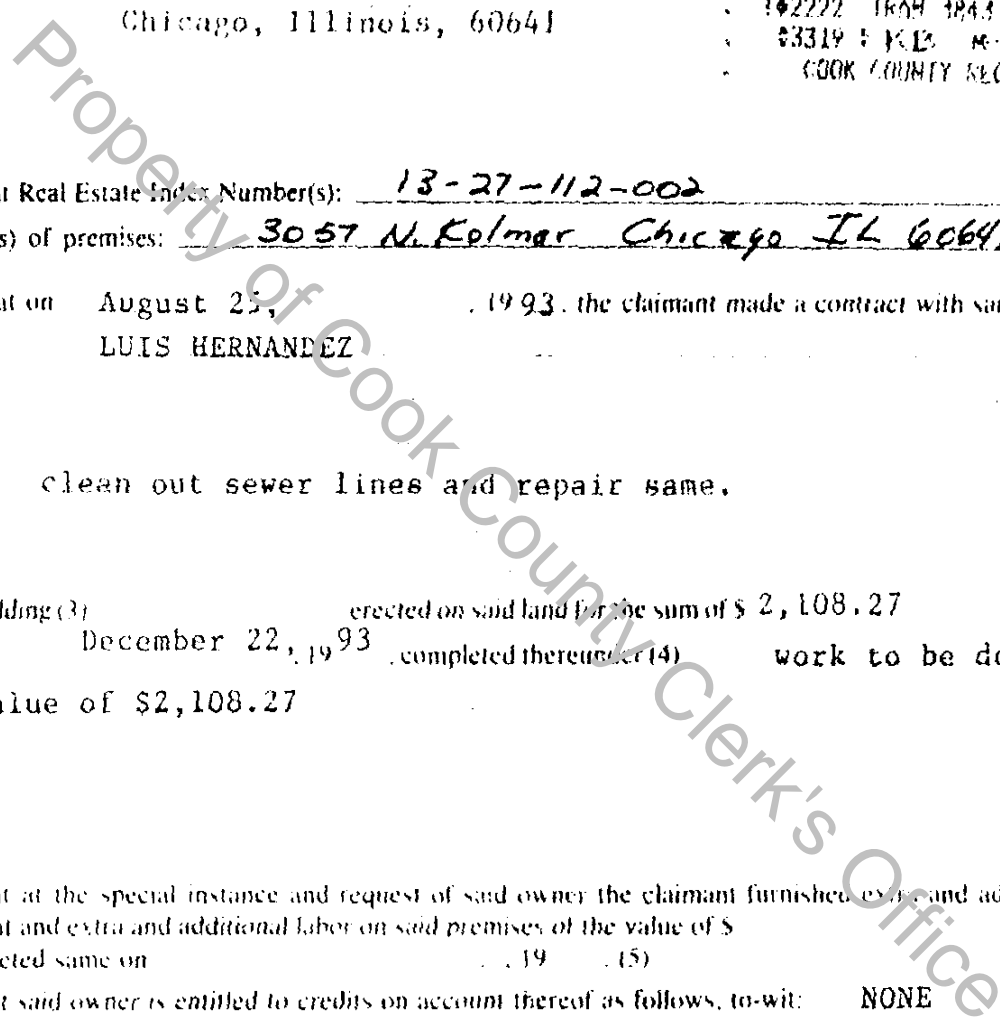 Chicago, Illinois, 60641
COOK COUNTY REC
Real Estate Index Number(s): 13-27-112-002
s) of premises: 3057 N. Kolmar Chicago IL 6064
on August 25, , 1993, the claimant made a contract with
LUIS HERNANDEZ
clean out sewer lines and repair same.
lding (3) erected on said land for the sum of $ 2,108.27
December 22, 1993, completed thereunder (4) work to be do
alue of $2,108.27
t at the special instance and request of said owner the claimant furnished extra and ad
t and extra and additional labor on said premises of the value of $
cted same on , 19 . (5)
t said owner is entitled to credits on account thereof as follows, to-wit: NONE
Property of Cook County Clerk's Office